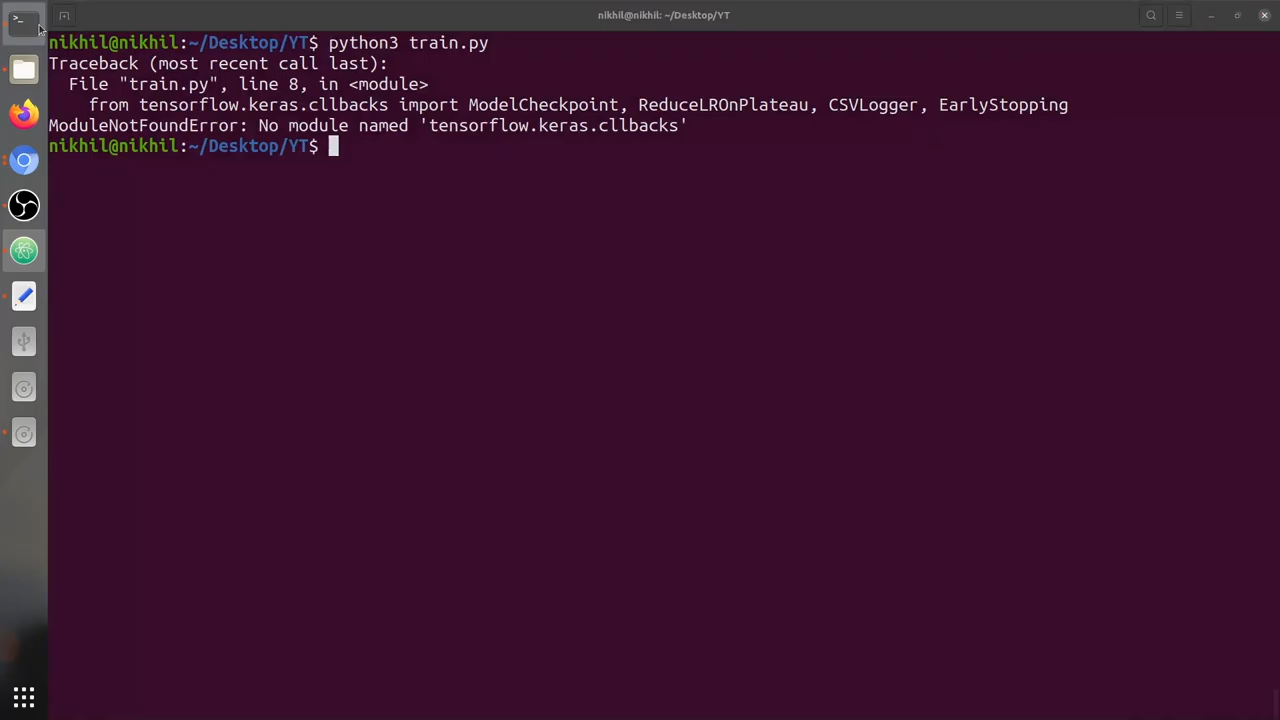 nikhil@nikhil: ~/Desktop/YT
nikhil@nikhil:~/Desktop/YT$ python3 train.py
Traceback (most recent call last):
  File "train.py", line 8, in <module>
    from tensorflow.keras.cllbacks import ModelCheckpoint, ReduceLROnPlateau, CSVLogger, EarlyStopping
ModuleNotFoundError: No module named 'tensorflow.keras.cllbacks'
nikhil@nikhil:~/Desktop/YT$